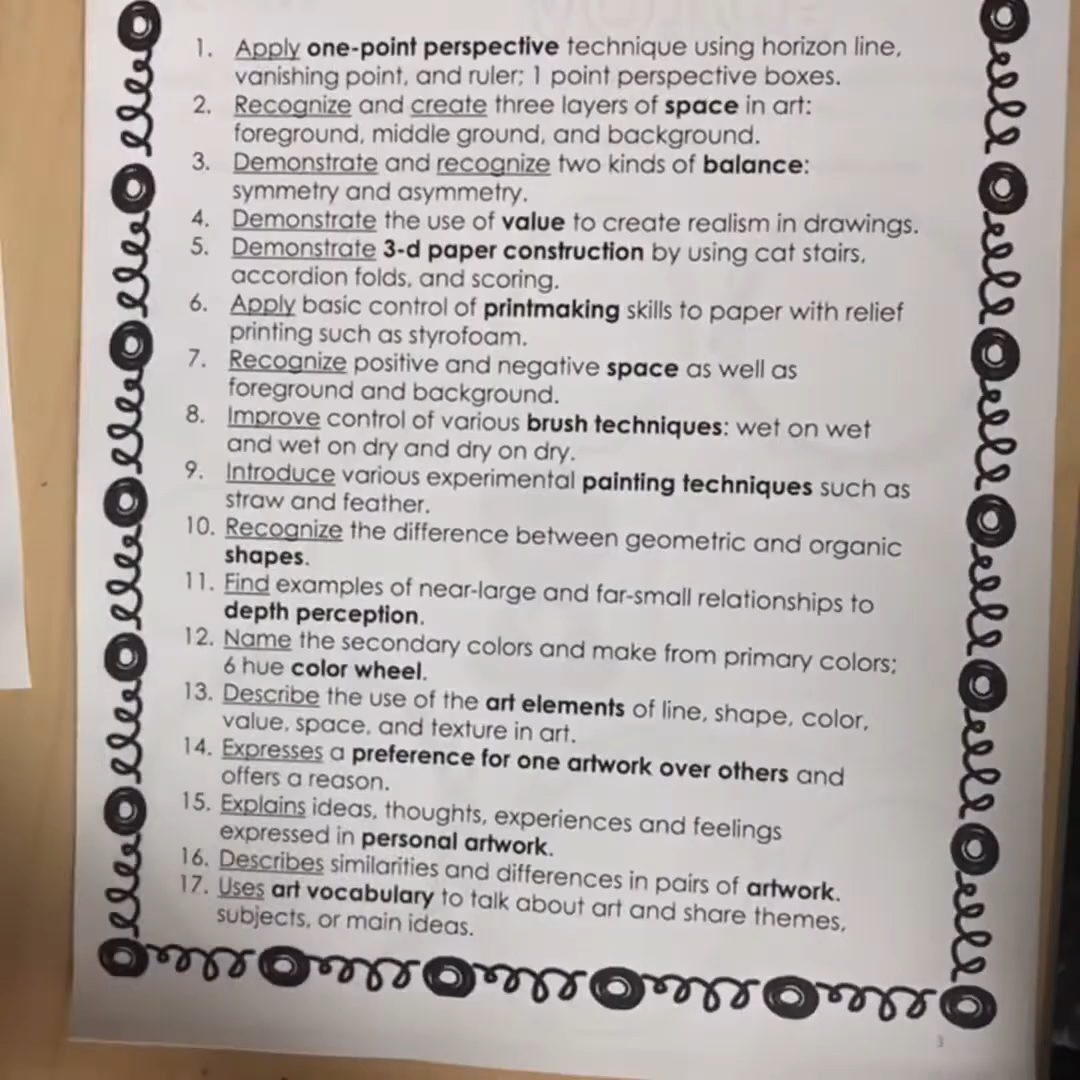 1. Apply one-point perspective technique using horizon line,
vanishing point, and ruler; 1 point perspective boxes.
2. Recognize and create three layers of space in art:
foreground, middle ground, and background.
3. Demonstrate and recognize two kinds of balance:
symmetry and asymmetry.
4. Demonstrate the use of value to create realism in drawings.
5. Demonstrate 3-d paper construction by using cat stairs,
accordion folds, and scoring.
6. Apply basic control of printmaking skills to paper with relief
printing such as styrofoam.
7. Recognize positive and negative space as well as
foreground and background.
8. Improve control of various brush techniques: wet on wet
and wet on dry and dry on dry.
9. Introduce various experimental painting techniques such as
straw and feather.
10. Recognize the difference between geometric and organic
shapes.
11. Find examples of near-large and far-small relationships to
depth perception.
12. Name the secondary colors and make from primary colors;
6 hue color wheel.
13. Describe the use of the art elements of line, shape, color,
value, space, and texture in art.
14. Expresses a preference for one artwork over others and
offers a reason.
15. Explains ideas, thoughts, experiences and feelings
expressed in personal artwork.
16. Describes similarities and differences in pairs of artwork.
17. Uses art vocabulary to talk about art and share themes,
subjects, or main ideas.
3